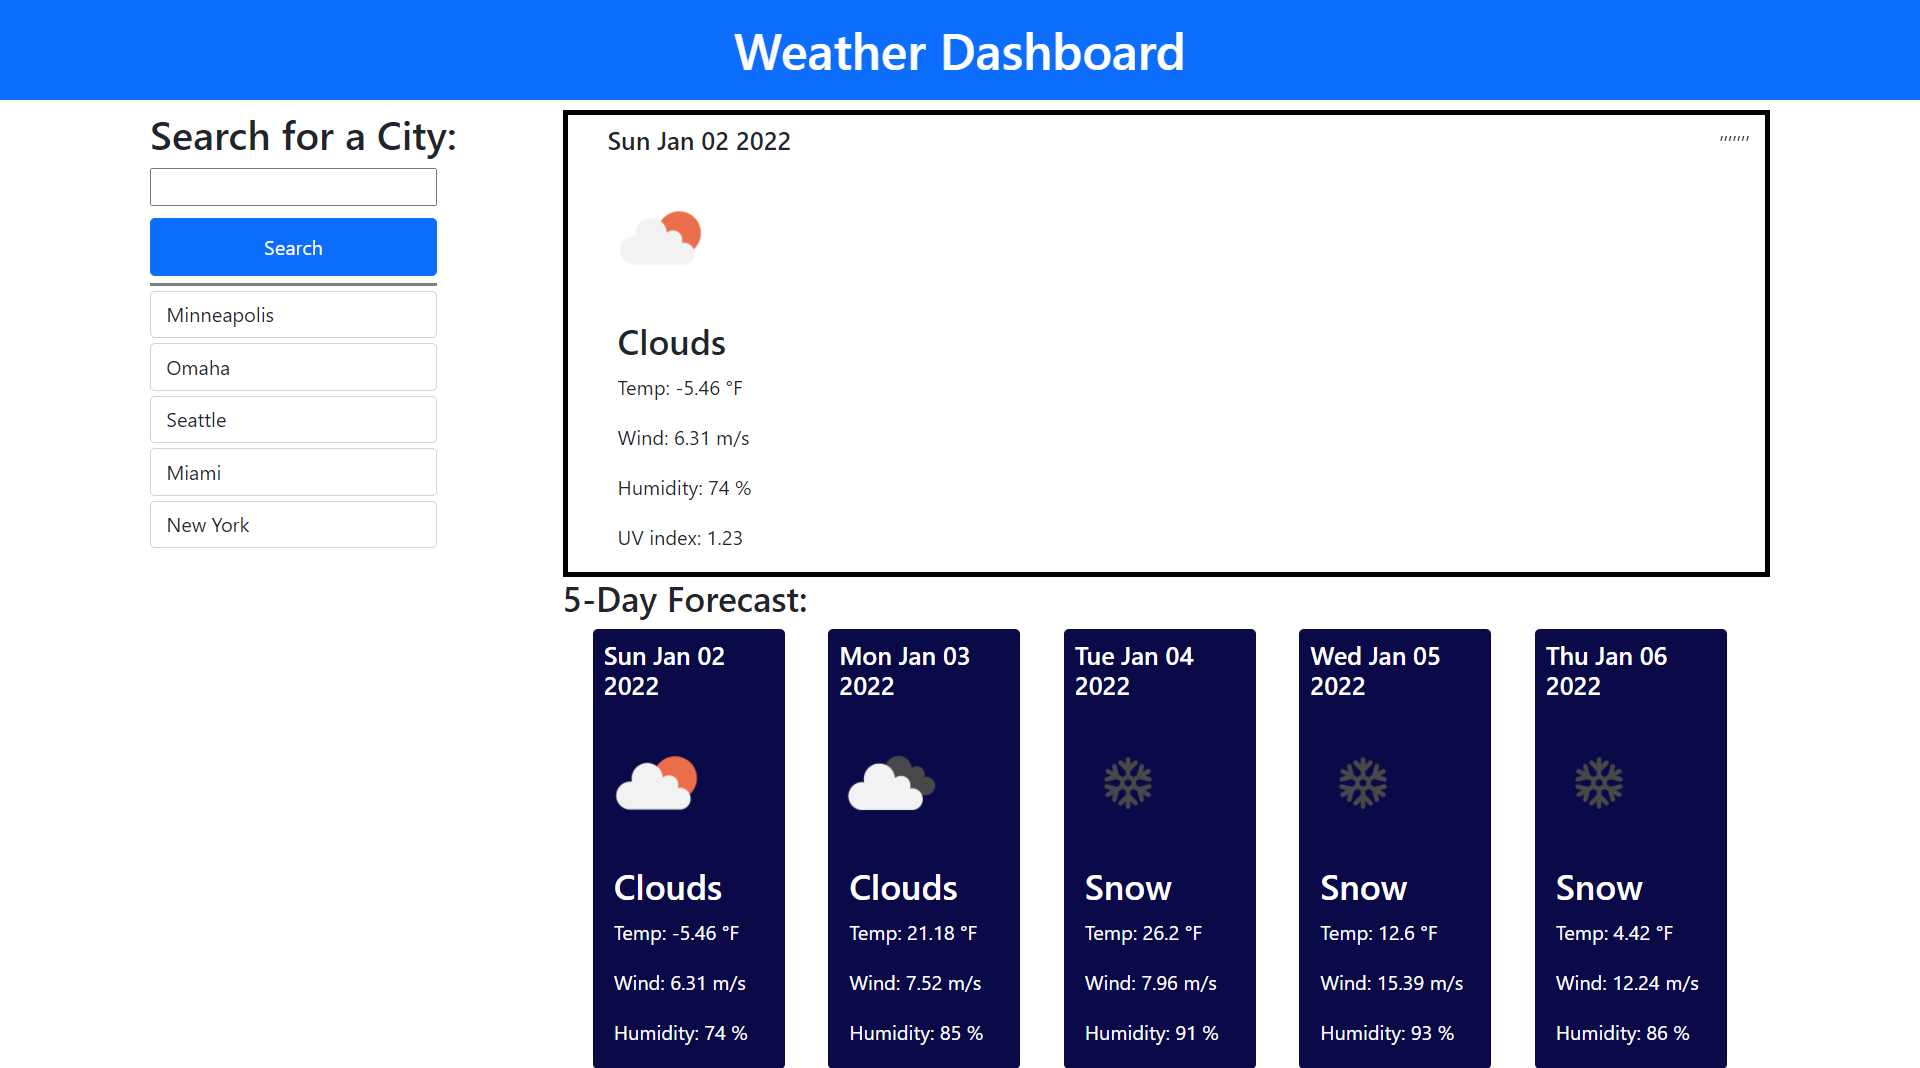 Weather Dashboard
Search for a City:
Search
Minneapolis
Omaha
Seattle
Miami
New York
Sun Jan 02 2022
,,,,,,,
Clouds
Temp: -5.46 °F
Wind: 6.31 m/s
Humidity: 74 %
UV index: 1.23
5-Day Forecast:
Sun Jan 02
2022
Clouds
Temp: -5.46 °F
Wind: 6.31 m/s
Humidity: 74 %
Mon Jan 03
2022
Clouds
Temp: 21.18 °F
Wind: 7.52 m/s
Humidity: 85 %
Tue Jan 04
2022
Snow
Temp: 26.2 °F
Wind: 7.96 m/s
Humidity: 91 %
Wed Jan 05
2022
Snow
Temp: 12.6 °F
Wind: 15.39 m/s
Humidity: 93 %
Thu Jan 06
2022
Snow
Temp: 4.42 °F
Wind: 12.24 m/s
Humidity: 86 %